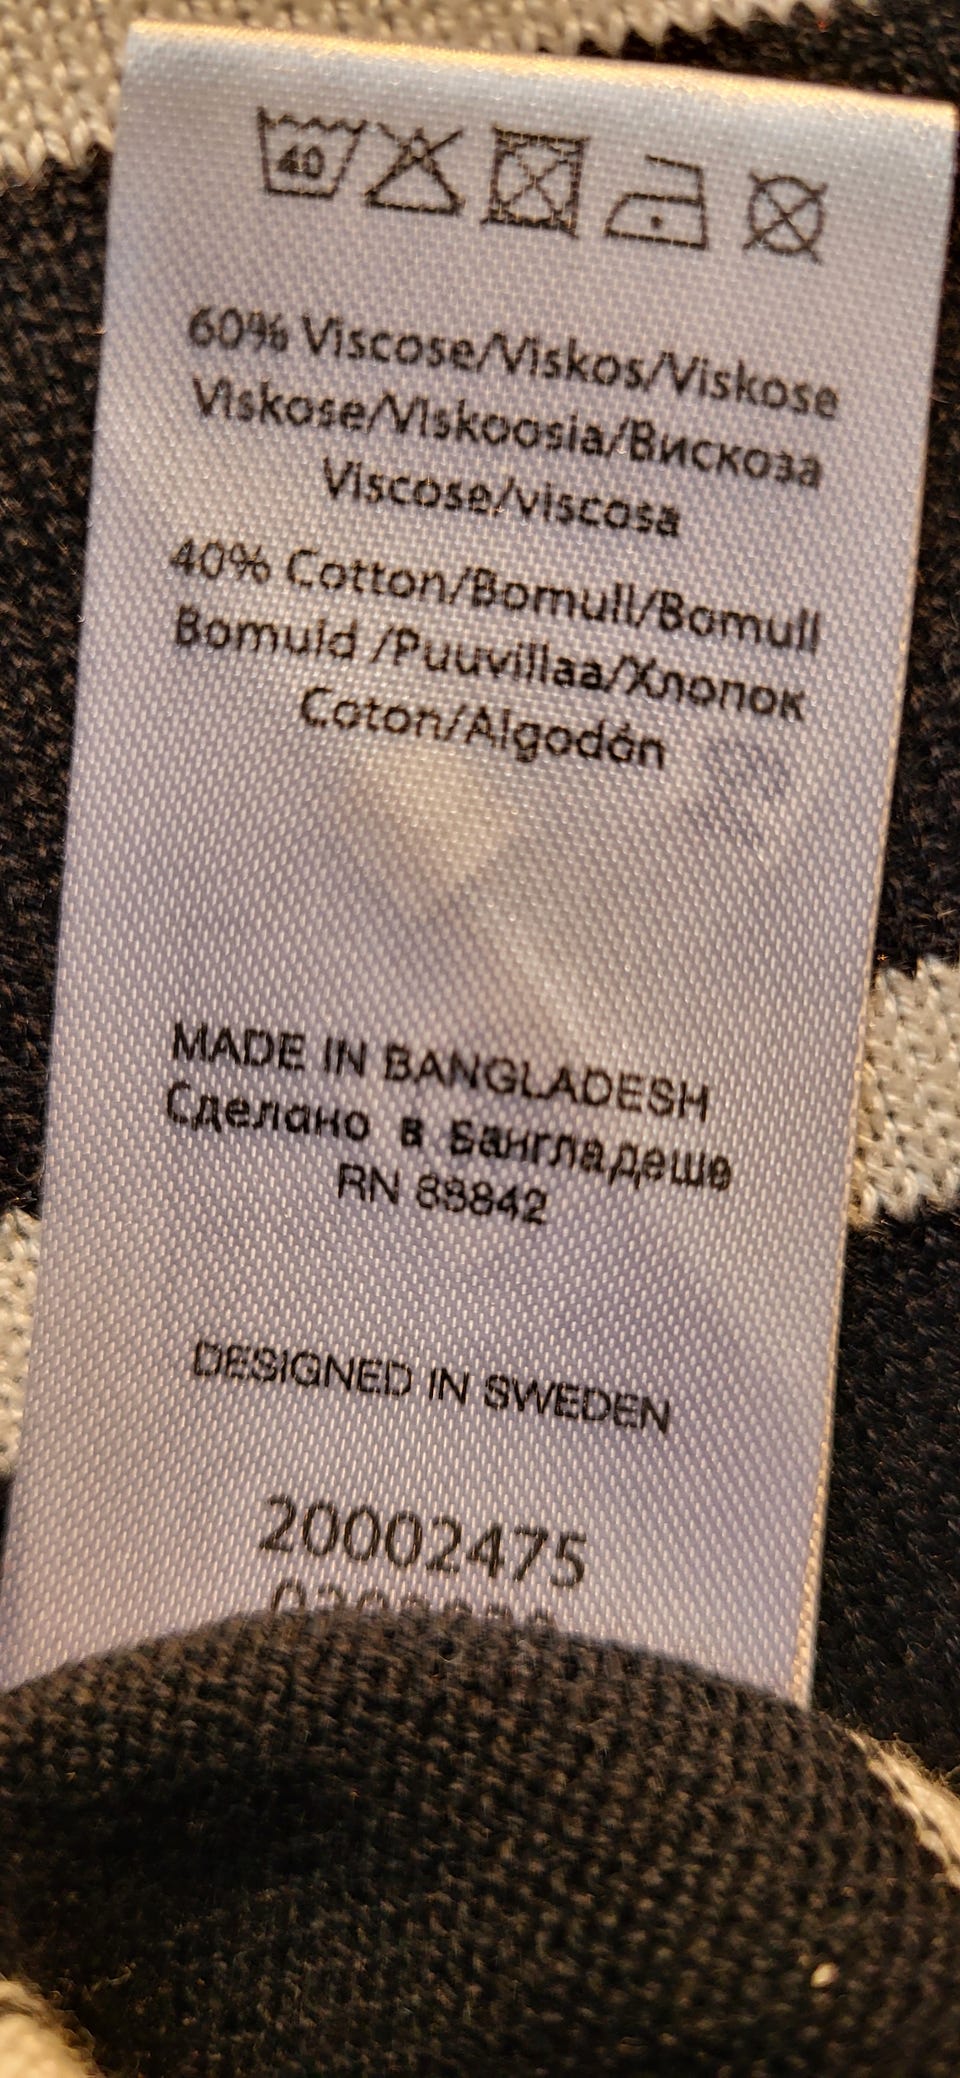 40
60% Viscose/Viskos/Viskose
Viskose/Viskoosia/Вискоза
Viscose/viscosa
40% Cotton/Bomull/Bomull
Bomuld /Puuvillaa/Хлопок
Coton/Algodón
MADE IN BANGLADESH
Сделано в Бангладеше
RN 88842
DESIGNED IN SWEDEN
20002475